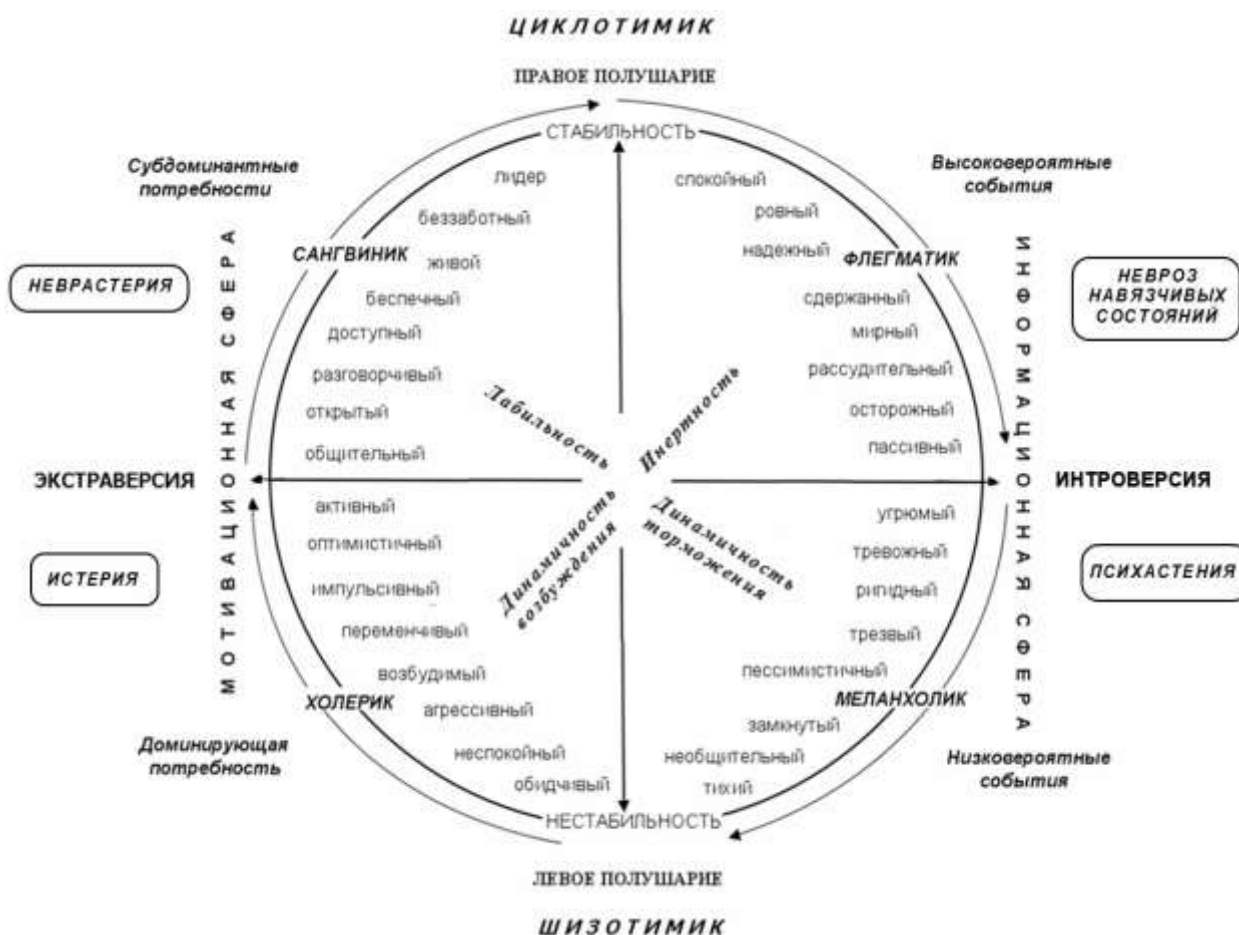 ЦИКЛОТИМИК
ПРАВОЕ ПОЛУШАРИЕ
СТАБИЛЬНОСТЬ
Субдоминантные
потребности
Высоковероятные
события
лидер
беззаботный
живой
беспечный
доступный
разговорчивый
открытый
общительный
САНГВИНИК
НЕВРАСТЕРИЯ
спокойный
ровный
надежный
сдержанный
мирный
рассудительный
осторожный
пассивный
ФЛЕГМАТИК
НЕВРОЗ
НАВЯЗЧИВЫХ
СОСТОЯНИЙ
МОТИВАЦИОННАЯ СФЕРА
ИНФОРМАЦИОННАЯ СФЕРА
Лабильность
Инертность
ЭКСТРАВЕРСИЯ
ИНТРОВЕРСИЯ
Динамичность
возбуждения
Динамичность
торможения
активный
оптимистичный
импульсивный
переменчивый
возбудимый
агрессивный
неспокойный
обидчивый
ХОЛЕРИК
ИСТЕРИЯ
угрюмый
тревожный
ригидный
трезвый
пессимистичный
замкнутый
необщительный
тихий
МЕЛАНХОЛИК
ПСИХАСТЕНИЯ
Доминирующая
потребность
Низковероятные
события
НЕСТАБИЛЬНОСТЬ
ЛЕВОЕ ПОЛУШАРИЕ
ШИЗОТИМИК